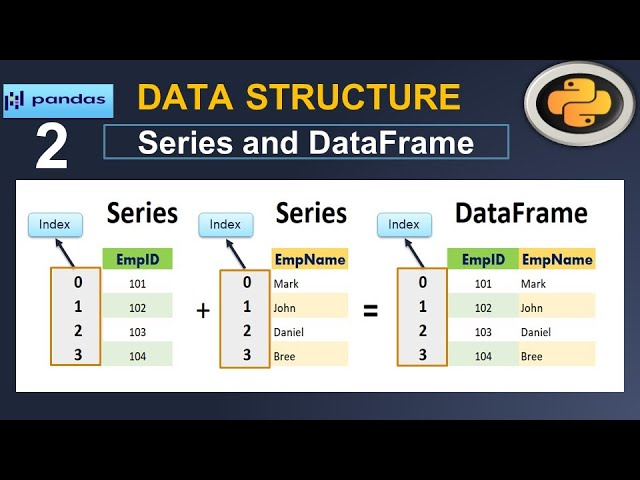 pandas
DATA STRUCTURE
2
Series and DataFrame
Series Series DataFrame
Index Index Index
EmpID EmpName EmpID EmpName
0 101 0 Mark 0 101 Mark
1 102 + 1 John = 1 102 John
2 103 2 Daniel 2 103 Daniel
3 104 3 Bree 3 104 Bree